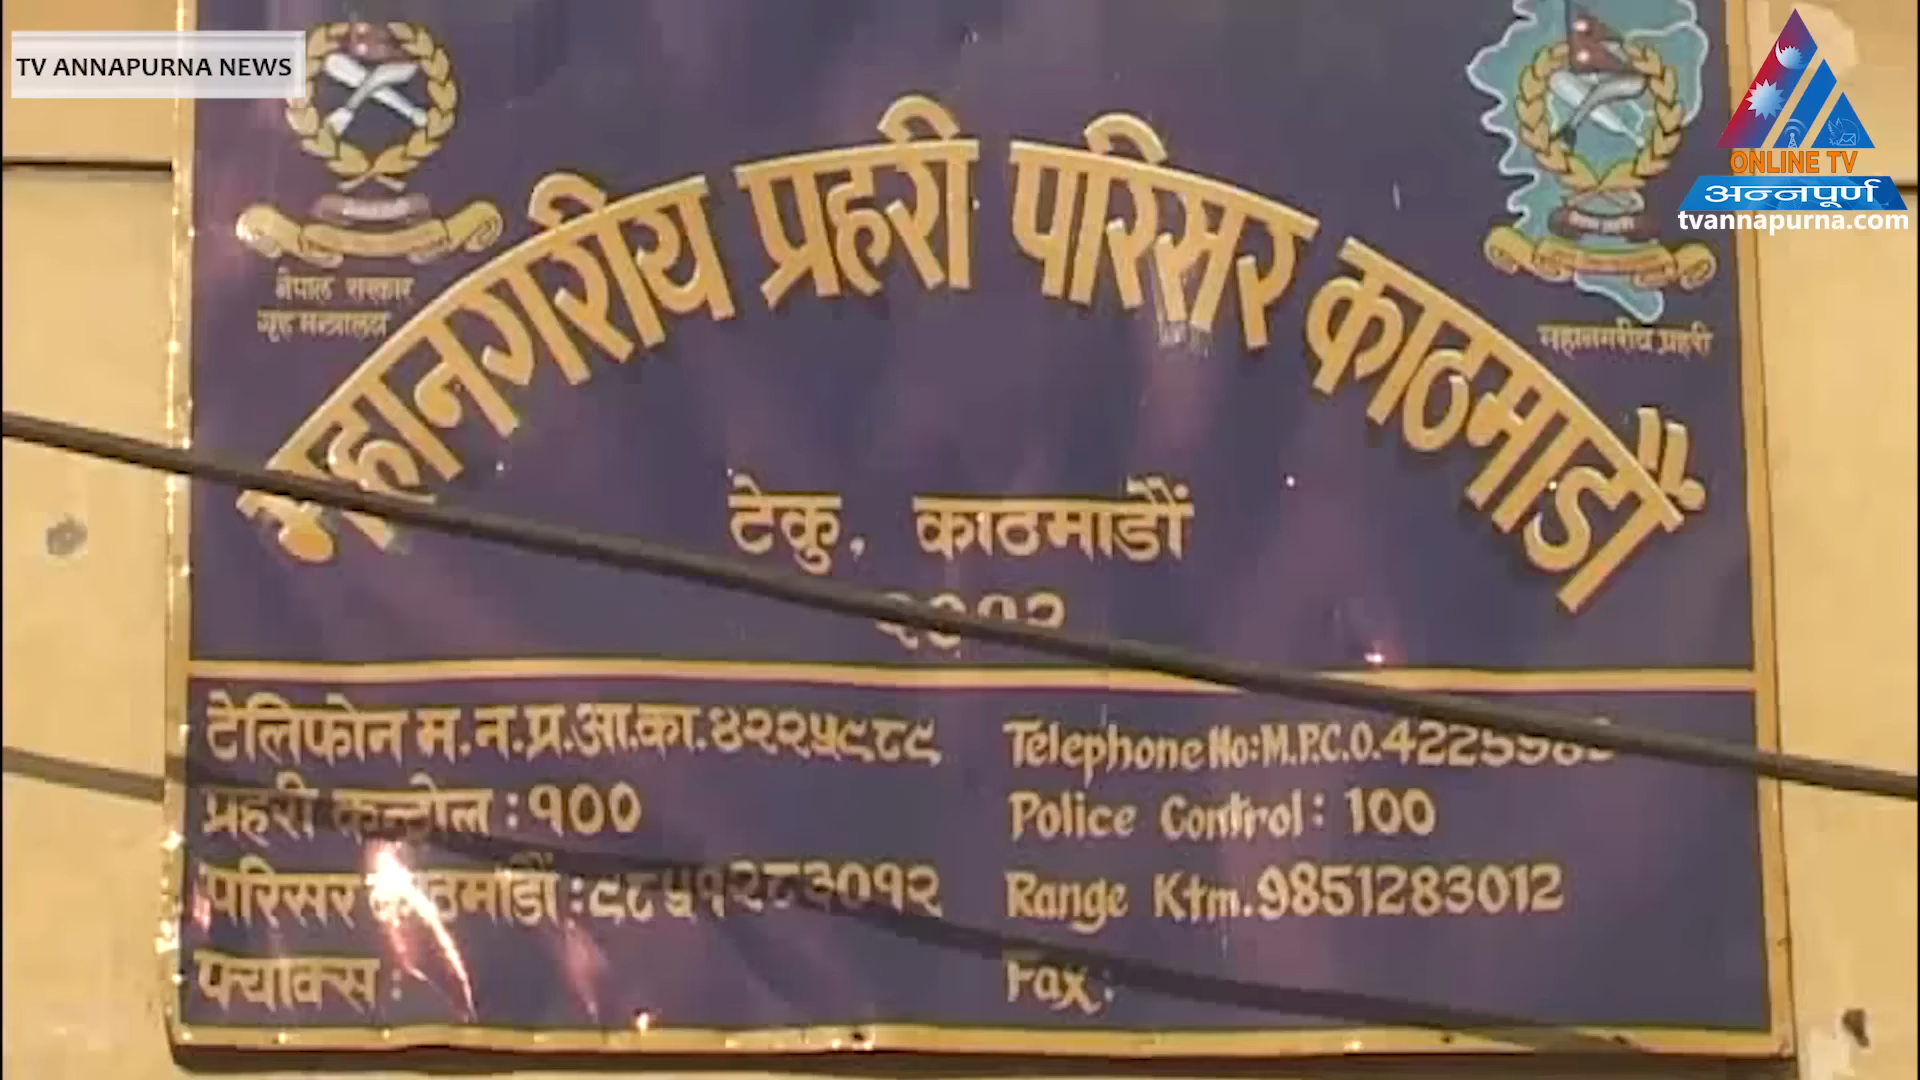 TV ANNAPURNA NEWS
ONLINE TV
अन्नपूर्ण
tvannapurna.com
नेपाल सरकार
गृह मन्त्रालय
महानगरीय प्रहरी
महानगरीय प्रहरी परिसर काठमाडौं
टेकु, काठमाडौं
टेलिफोन म.न.प्र.आ.का.४२२५९८९
प्रहरी कन्ट्रोल : १००
परिसर काठमाडौं :९८५१२८३०१२
फ्याक्स :
Telephone No:M.P.C.O.4225989
Police Control : 100
Range Ktm.9851283012
Fax :